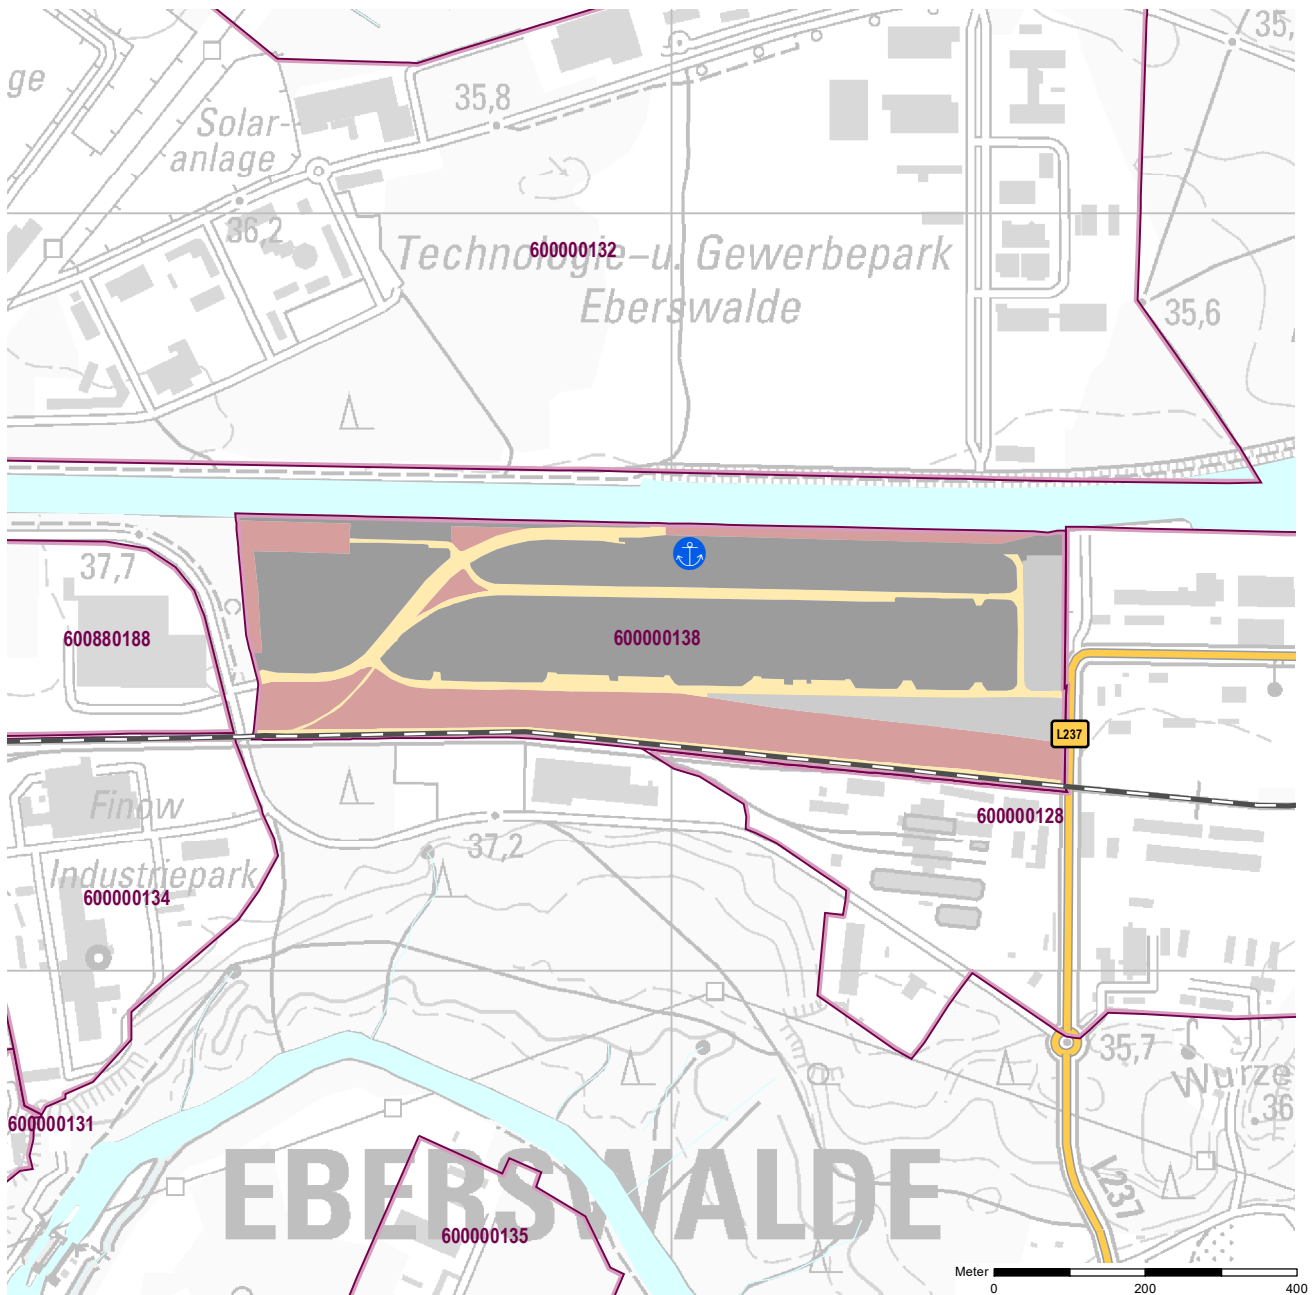 35,
ge
35,8
Solar-
anlage
36,2
600000132
Technologie-u. Gewerbepark
Eberswalde
35,6
37,7
600880188
600000138
L237
Finow
600000128
37,2
Industriepark
600000134
35,7
Wurze
36
600000131
L237
EBERSWALDE
600000135
Meter
0
200
400